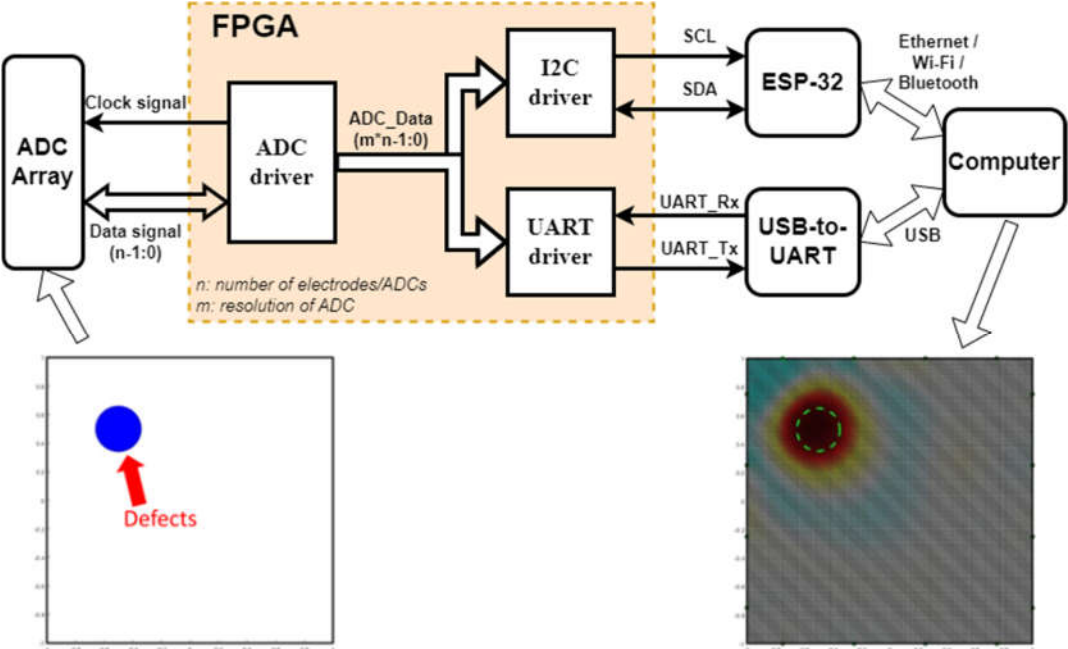 FPGA
ADC
Array
Clock signal
Data signal
(n-1:0)
ADC
driver
ADC_Data
(m*n-1:0)
I2C
driver
UART
driver
n: number of electrodes/ADCs
m: resolution of ADC
SCL
SDA
UART_Rx
UART_Tx
ESP-32
USB-to-
UART
Ethernet /
Wi-Fi /
Bluetooth
USB
Computer
Defects